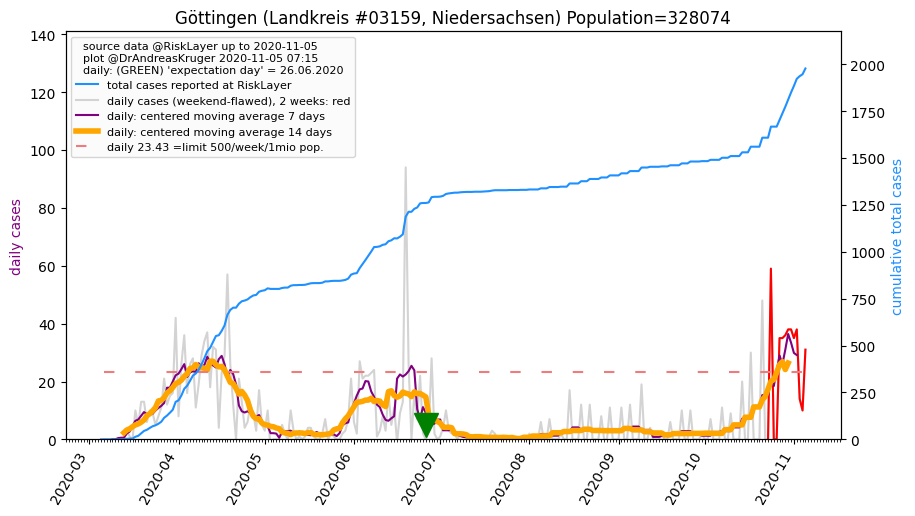 Göttingen (Landkreis #03159, Niedersachsen) Population=328074
source data @RiskLayer up to 2020-11-05
plot @DrAndreasKruger 2020-11-05 07:15
daily: (GREEN) 'expectation day' = 26.06.2020
total cases reported at RiskLayer
daily cases (weekend-flawed), 2 weeks: red
daily: centered moving average 7 days
daily: centered moving average 14 days
daily 23.43 =limit 500/week/1mio pop.
daily cases
140
120
100
80
60
40
20
0
cumulative total cases
2000
1750
1500
1250
1000
750
500
250
0
2020-03
2020-04
2020-05
2020-06
2020-07
2020-08
2020-09
2020-10
2020-11